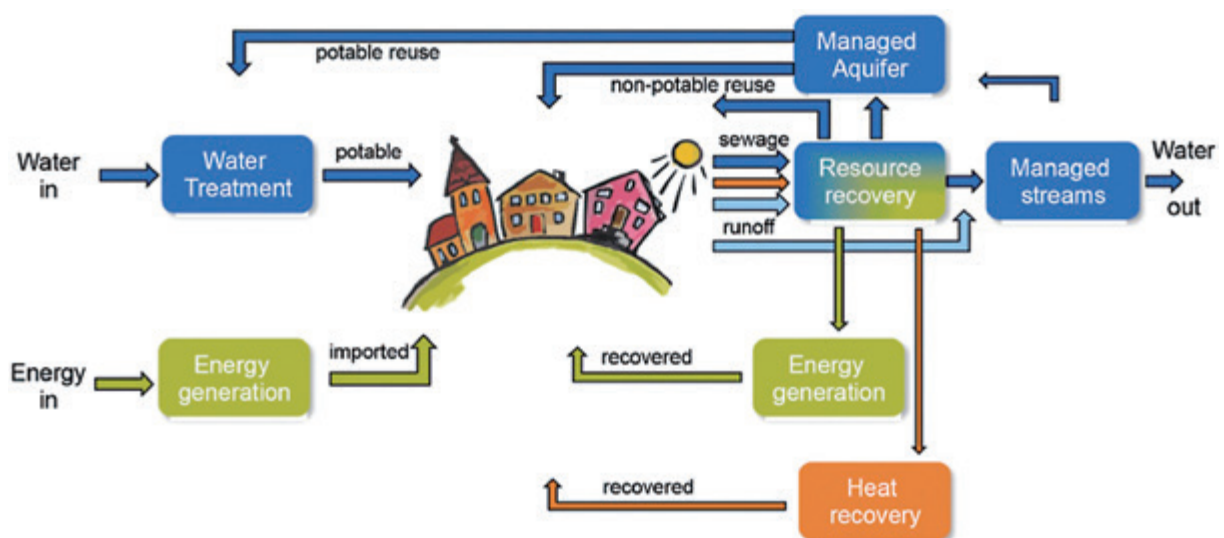 potable reuse
Managed
Aquifer
non-potable reuse
Water
in
Water
Treatment
potable
sewage
Resource
recovery
Managed
streams
Water
out
runoff
Energy
in
Energy
generation
imported
recovered
Energy
generation
recovered
Heat
recovery